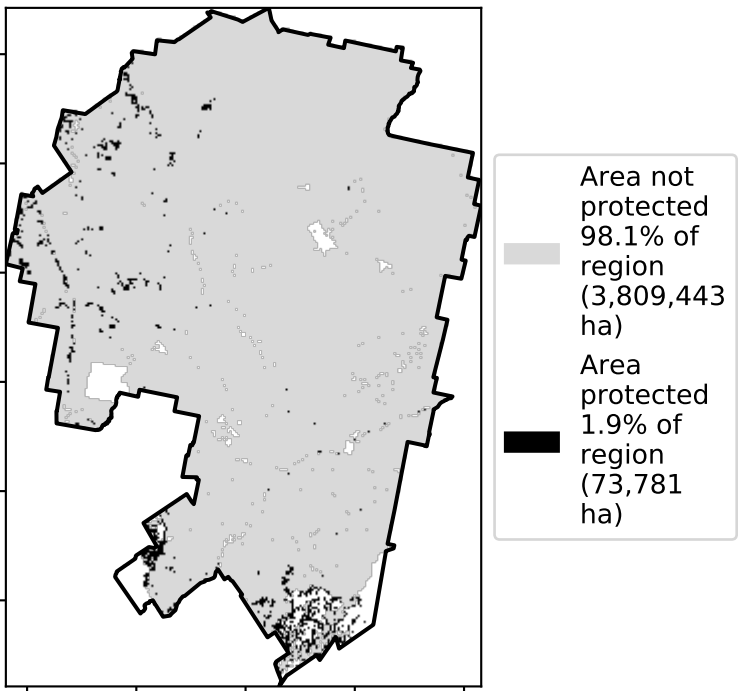 Area not
protected
98.1% of
region
(3,809,443
ha)
Area
protected
1.9% of
region
(73,781
ha)